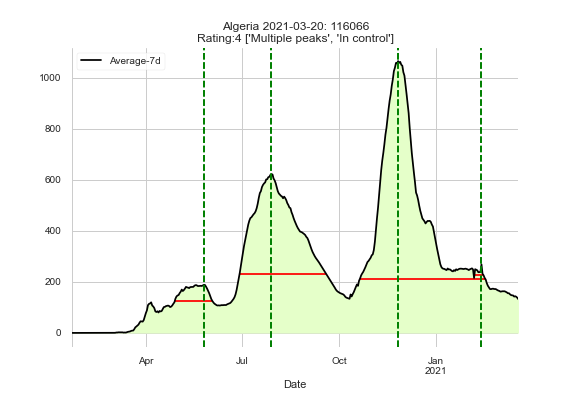 Algeria 2021-03-20: 116066
Rating:4 ['Multiple peaks', 'In control']
Average-7d
1000
800
600
400
200
0
Apr
Jul
Oct
Jan
2021
Date